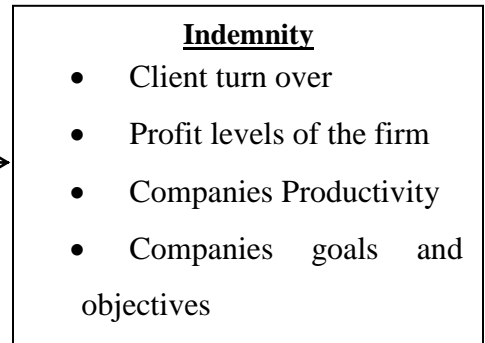 Indemnity
• Client turn over
• Profit levels of the firm
• Companies Productivity
• Companies goals and
objectives